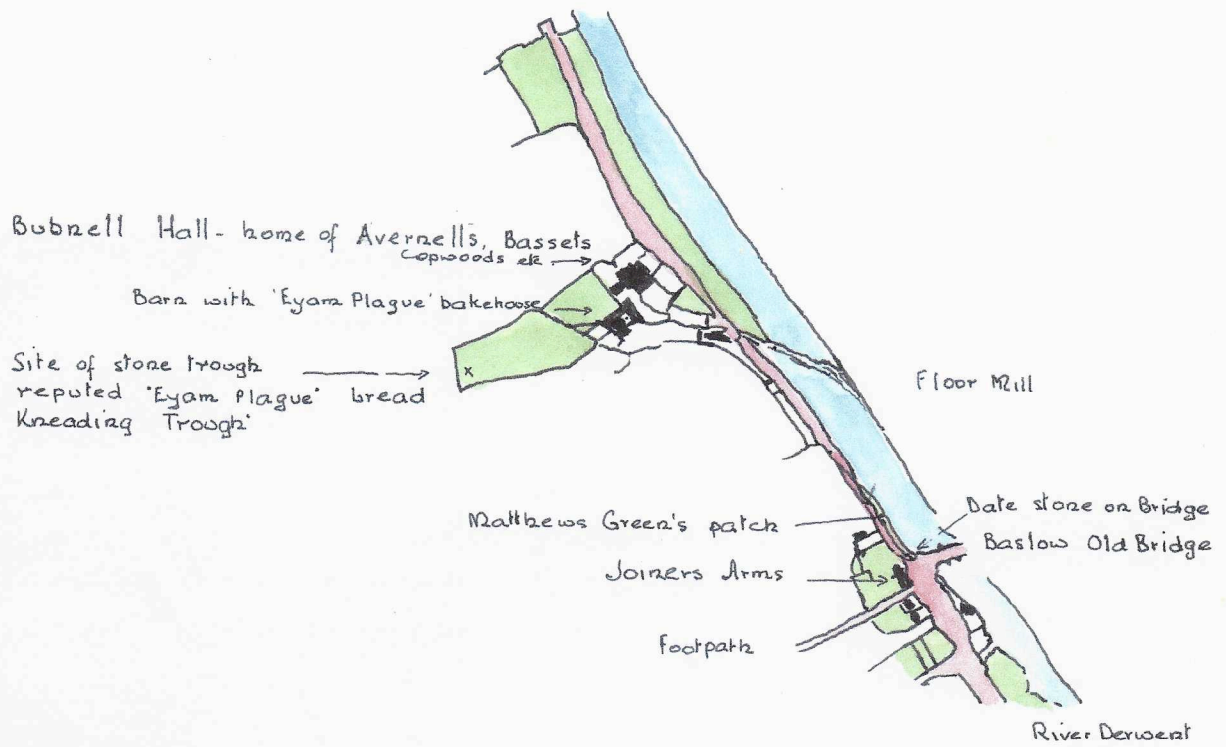 Bubnell Hall - home of Avernell's, Bassets
Copwoods etc
Barn with 'Eyam Plague' bakehoose
Site of stone trough
reputed 'Eyam Plague' bread
Kneading Trough'
x
Floor Mill
Matthews Green's patch
Date stone on Bridge
Baslow Old Bridge
Joiners Arms
Footpath
River Derwent